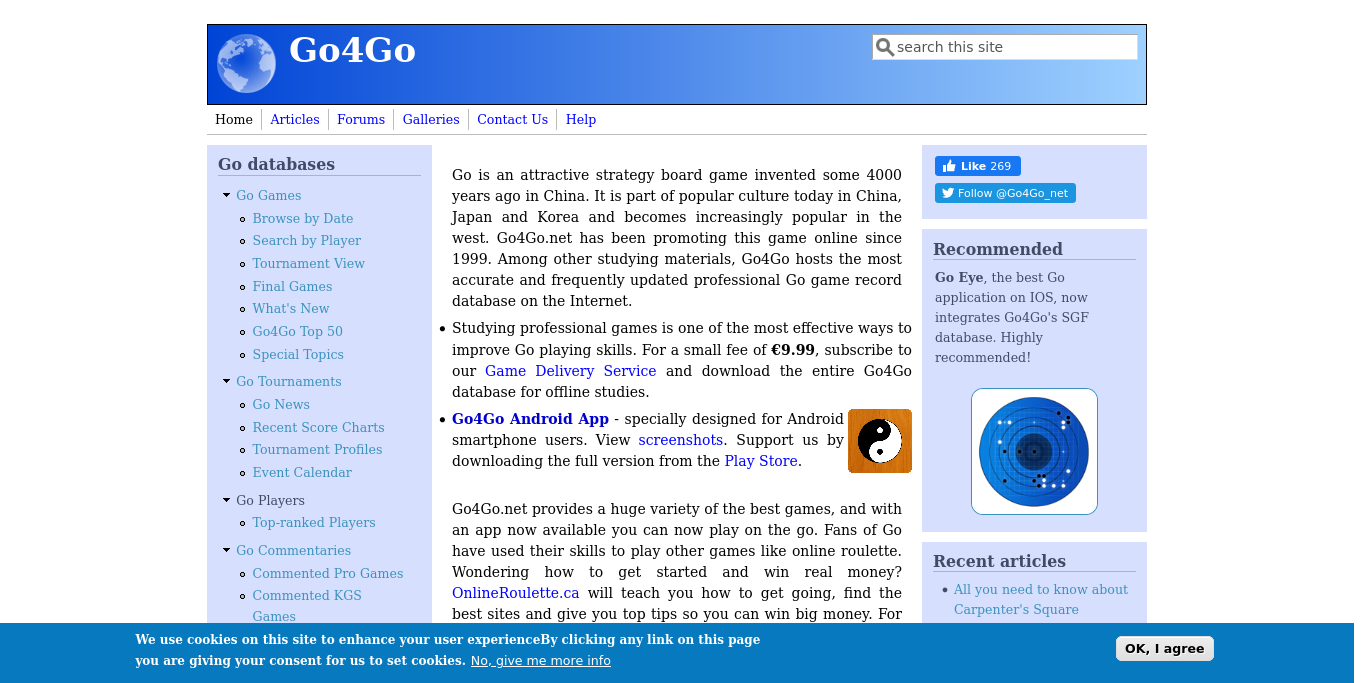 Go4Go
search this site
Home
Articles
Forums
Galleries
Contact Us
Help
Go databases
Go Games
Browse by Date
Search by Player
Tournament View
Final Games
What's New
Go4Go Top 50
Special Topics
Go Tournaments
Go News
Recent Score Charts
Tournament Profiles
Event Calendar
Go Players
Top-ranked Players
Go Commentaries
Commented Pro Games
Commented KGS
Games
Go is an attractive strategy board game invented some 4000
years ago in China. It is part of popular culture today in China,
Japan and Korea and becomes increasingly popular in the
west. Go4Go.net has been promoting this game online since
1999. Among other studying materials, Go4Go hosts the most
accurate and frequently updated professional Go game record
database on the Internet.
Studying professional games is one of the most effective ways to
improve Go playing skills. For a small fee of €9.99, subscribe to
our Game Delivery Service and download the entire Go4Go
database for offline studies.
Go4Go Android App - specially designed for Android
smartphone users. View screenshots. Support us by
downloading the full version from the Play Store.
Go4Go.net provides a huge variety of the best games, and with
an app now available you can now play on the go. Fans of Go
have used their skills to play other games like online roulette.
Wondering how to get started and win real money?
OnlineRoulette.ca will teach you how to get going, find the
best sites and give you top tips so you can win big money. For
Like 269
Follow @Go4Go_net
Recommended
Go Eye, the best Go
application on IOS, now
integrates Go4Go's SGF
database. Highly
recommended!
Recent articles
All you need to know about
Carpenter's Square
We use cookies on this site to enhance your user experienceBy clicking any link on this page
you are giving your consent for us to set cookies. No, give me more info
OK, I agree